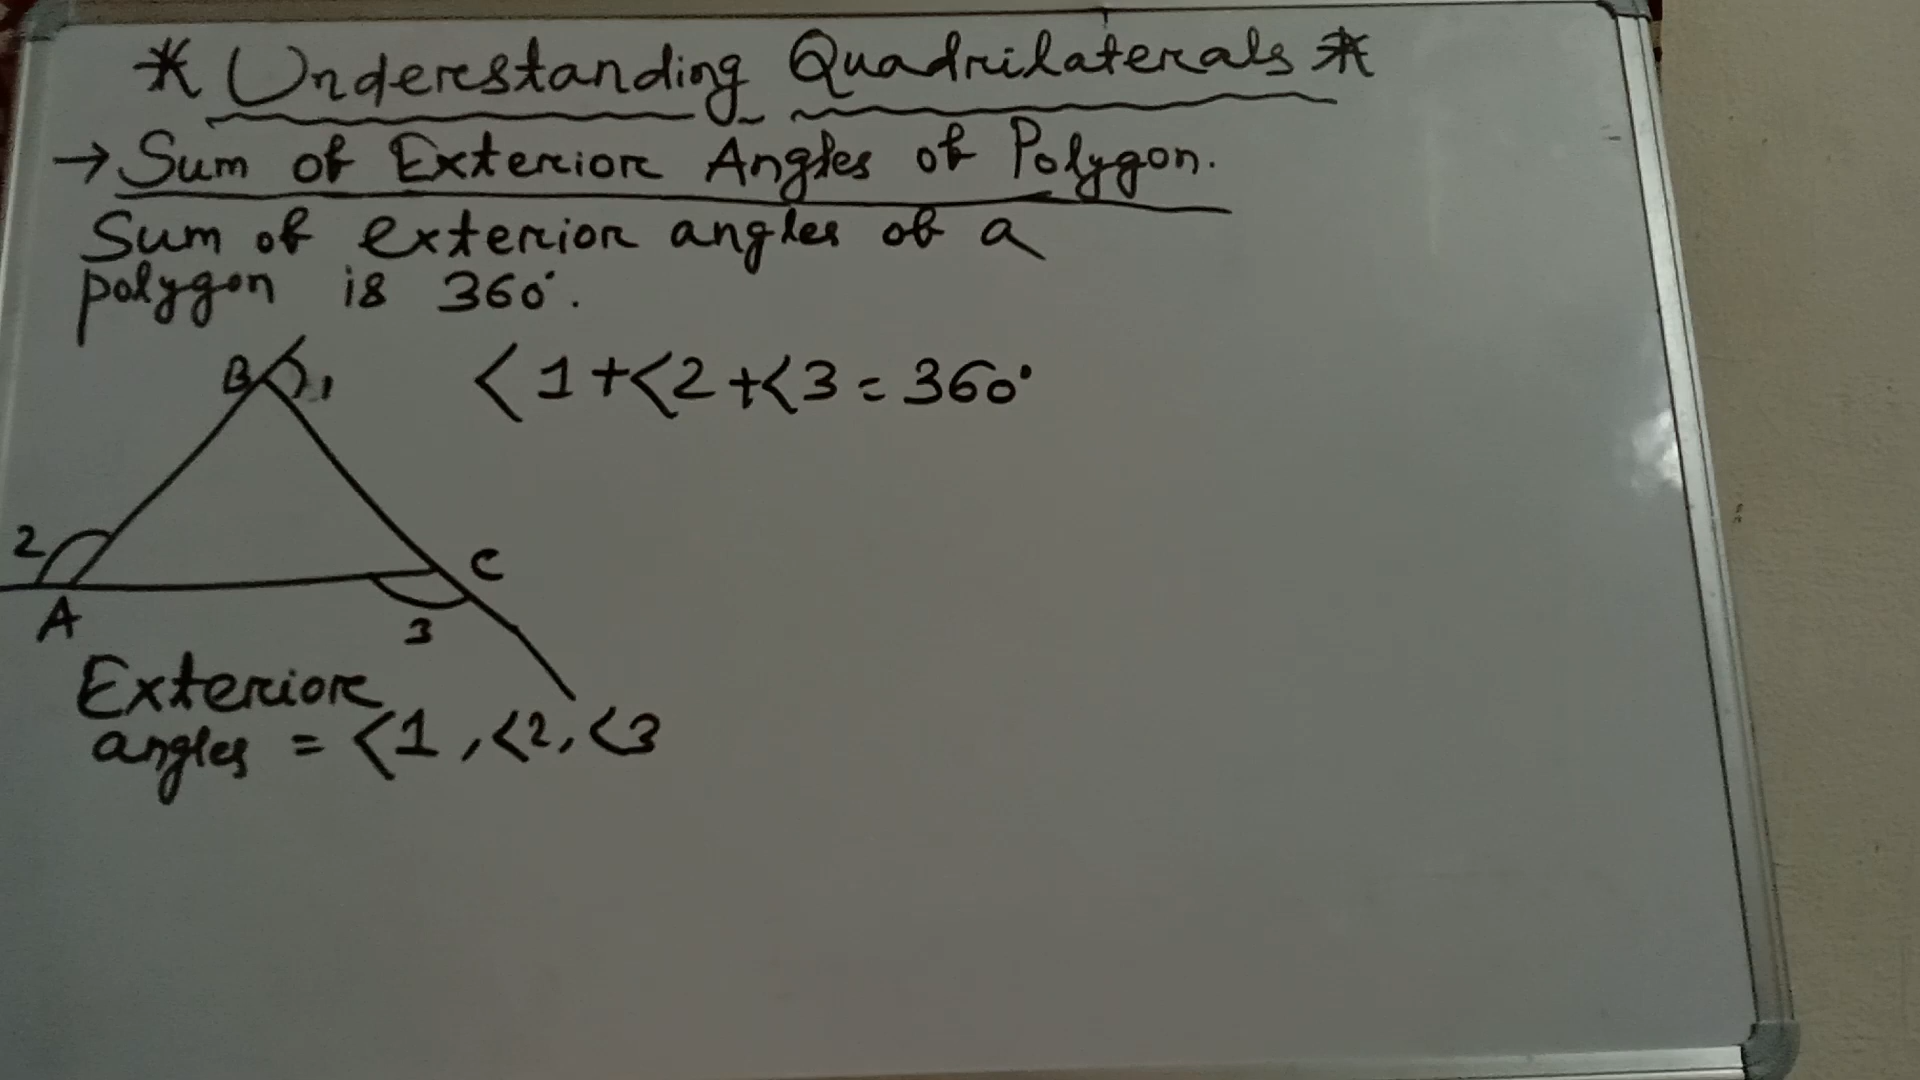 * Understanding Quadrilaterals *
→ Sum of Exterior Angles of Polygon.
Sum of exterior angles of a
polygon is 360°.
B 1
<1+<2+<3=360°
2
C
A
3
Exterior
angles = <1, <2, <3